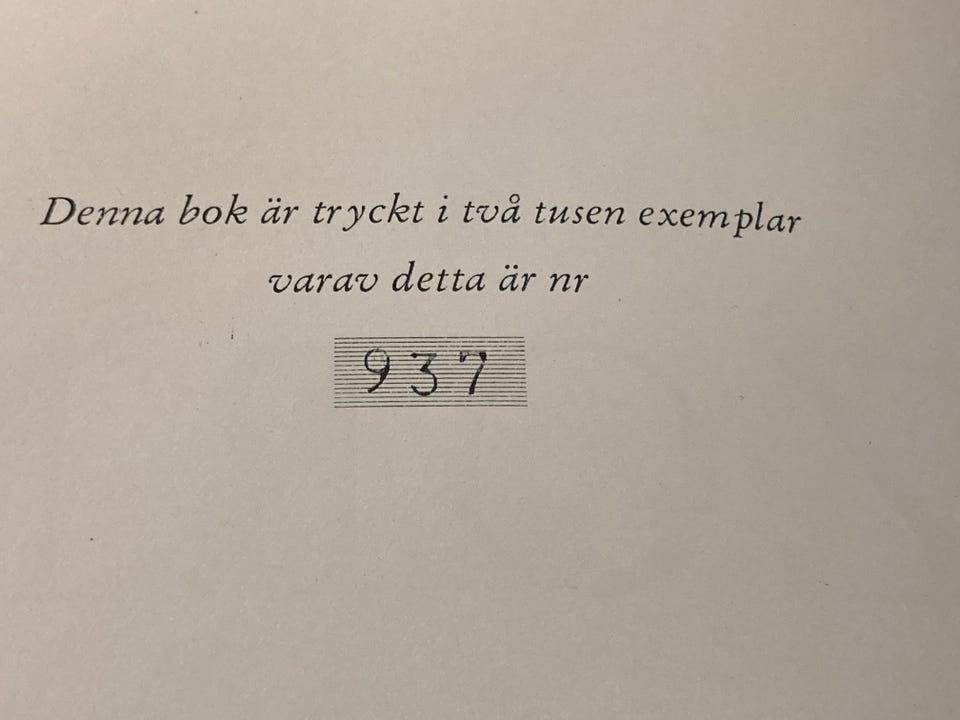 Denna bok är tryckt i två tusen exemplar
varav detta är nr
937